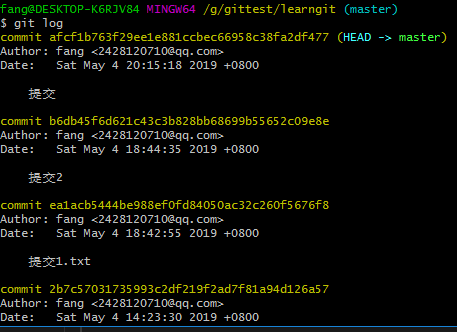 fang@DESKTOP-K6RJV84 MINGW64 /g/gittest/learngit (master)
$ git log
commit afcf1b763f29ee1e881ccbec66958c38fa2df477 (HEAD -> master)
Author: fang <2428120710@qq.com>
Date:   Sat May 4 20:15:18 2019 +0800
    提交
commit b6db45f6d621c43c3b828bb68699b55652c09e8e
Author: fang <2428120710@qq.com>
Date:   Sat May 4 18:44:35 2019 +0800
    提交2
commit ea1acb5444be988ef0fd84050ac32c260f5676f8
Author: fang <2428120710@qq.com>
Date:   Sat May 4 18:42:55 2019 +0800
    提交1.txt
commit 2b7c57031735993c2df219f2ad7f81a94d126a57
Author: fang <2428120710@qq.com>
Date:   Sat May 4 14:23:30 2019 +0800